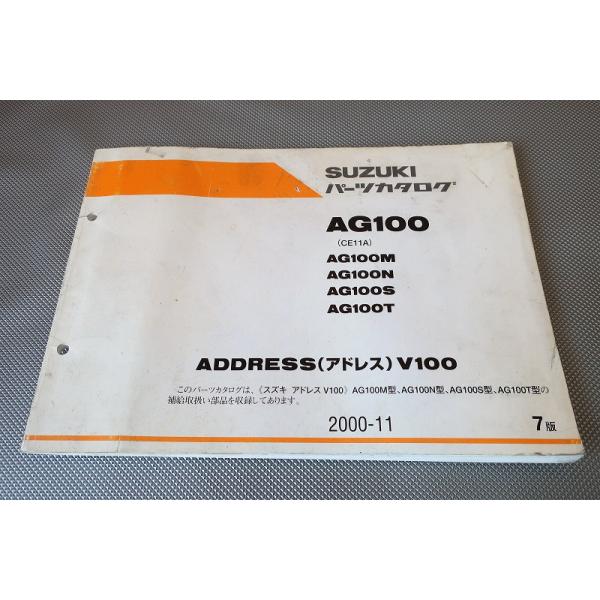 SUZUKI
パーツカタログ
AG100
(CE11A)
AG100M
AG100N
AG100S
AG100T
ADDRESS(アドレス)V100
このパーツカタログは、《スズキ アドレスV100》AG100M型、AG100N型、AG100S型、AG100T型の
補給取扱い部品を収録してあります。
2000-11
7版